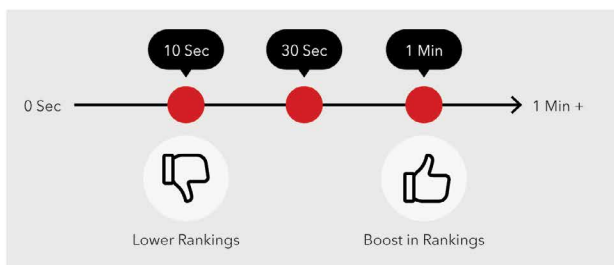 10 Sec
30 Sec
1 Min
0 Sec
1 Min +
Lower Rankings
Boost in Rankings